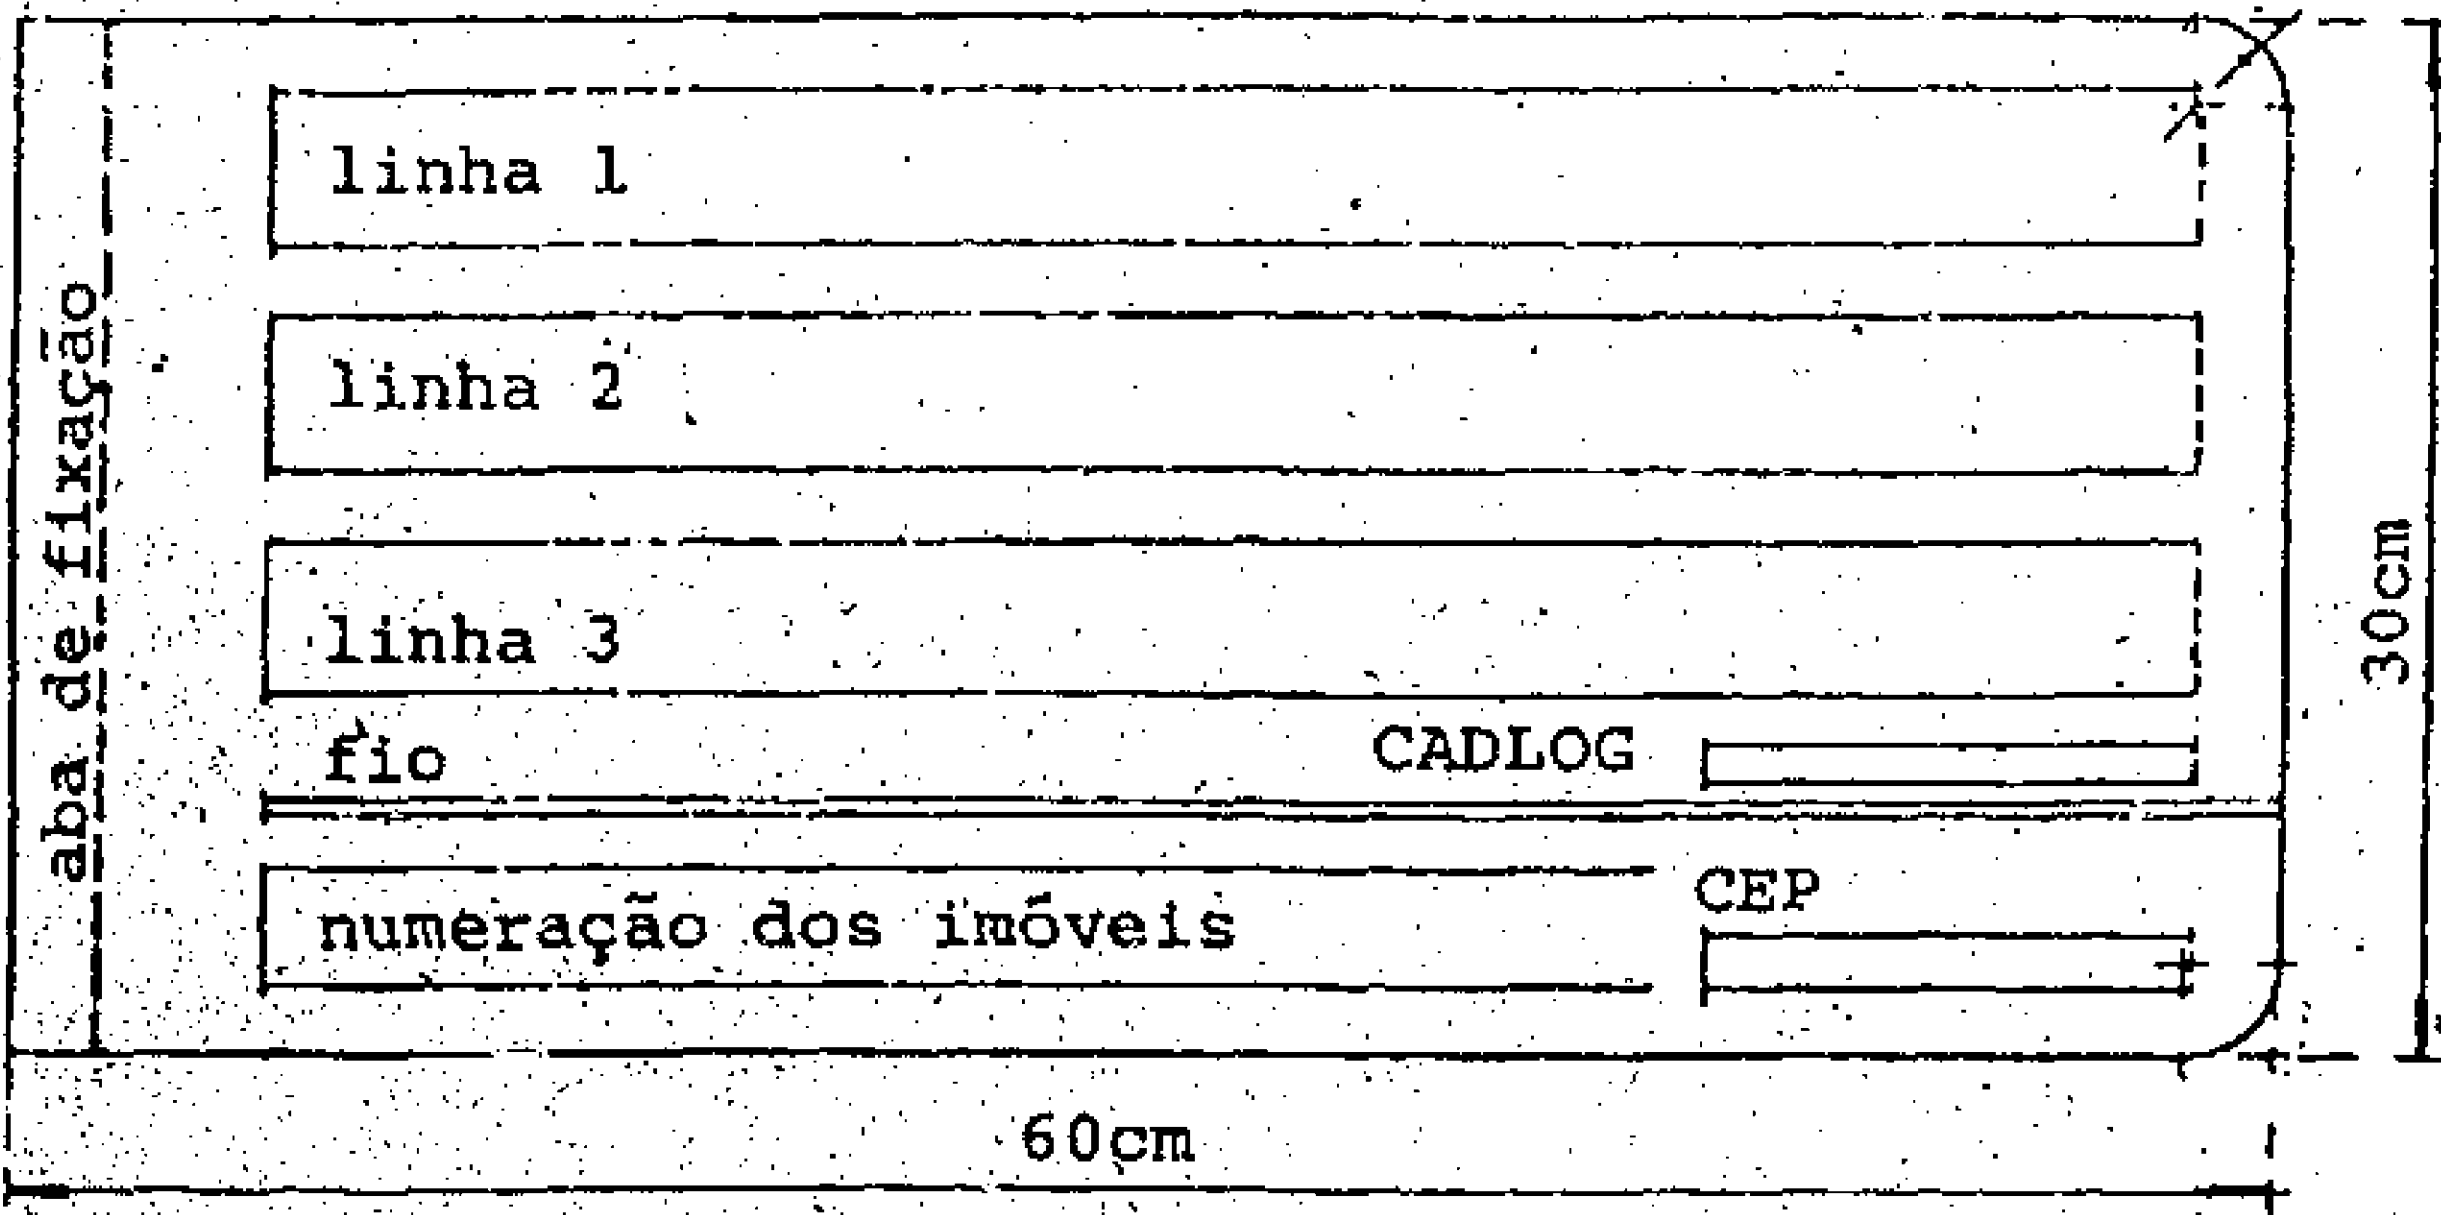 linha 1
linha 2
linha 3
fio
CADLOG
CEP
numeração dos imóveis
aba de fixação
30cm
60cm